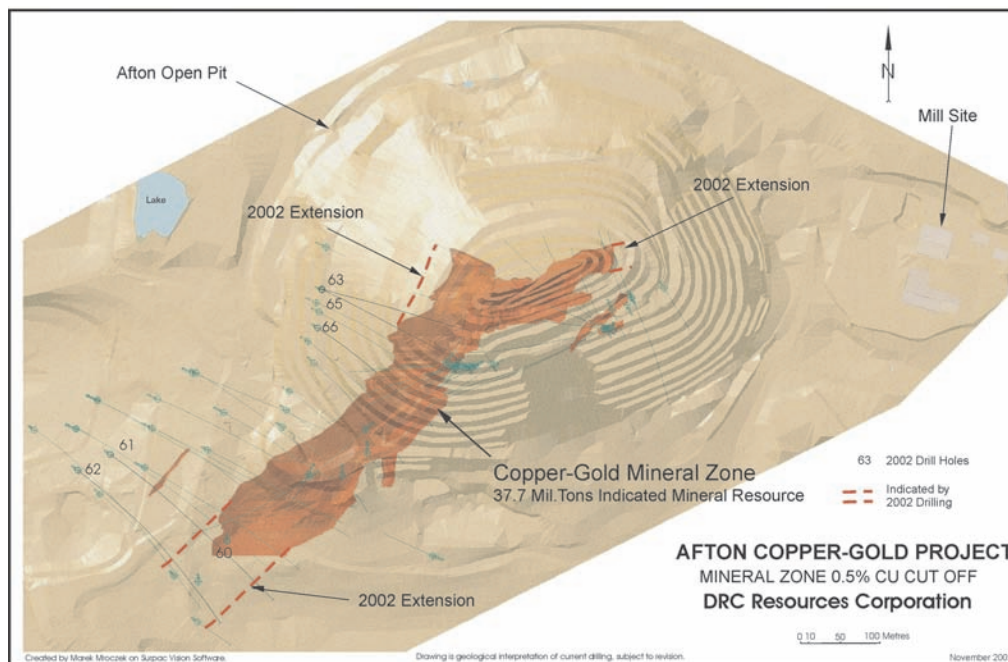 Afton Open Pit
N
Mill Site
Lake
2002 Extension
2002 Extension
63
65
66
61
62
60
Copper-Gold Mineral Zone
37.7 Mil.Tons Indicated Mineral Resource
63 2002 Drill Holes
Indicated by
2002 Drilling
2002 Extension
AFTON COPPER-GOLD PROJECT
MINERAL ZONE 0.5% CU CUT OFF
DRC Resources Corporation
0 10 50 100 Metres
Created by Marek Mroczek on Surpac Vision Software.
Drawing is geological interpretation of current drilling, subject to revision.
November